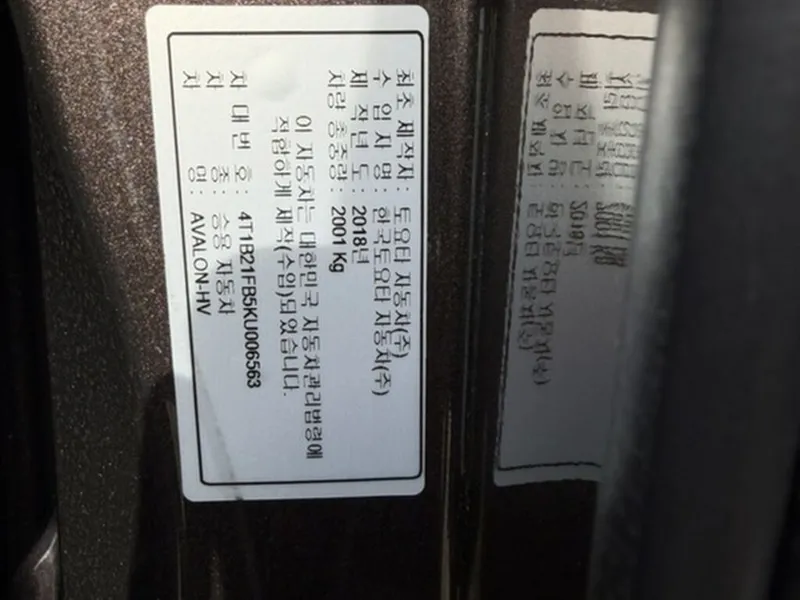 최초 제작자 : 토요타 자동차(주)
수 입 자 명 : 한국토요타 자동차(주)
제 작 년 도 : 2018년
차량 총중량 : 2001 Kg
이 자동차는 대한민국 자동차관리법령에
적합하게 제작(수입)되었습니다.
차 대 번 호 : 4T1B21FB5KU006563
차 종 : 승용 자동차
차 명 : AVALON-HV